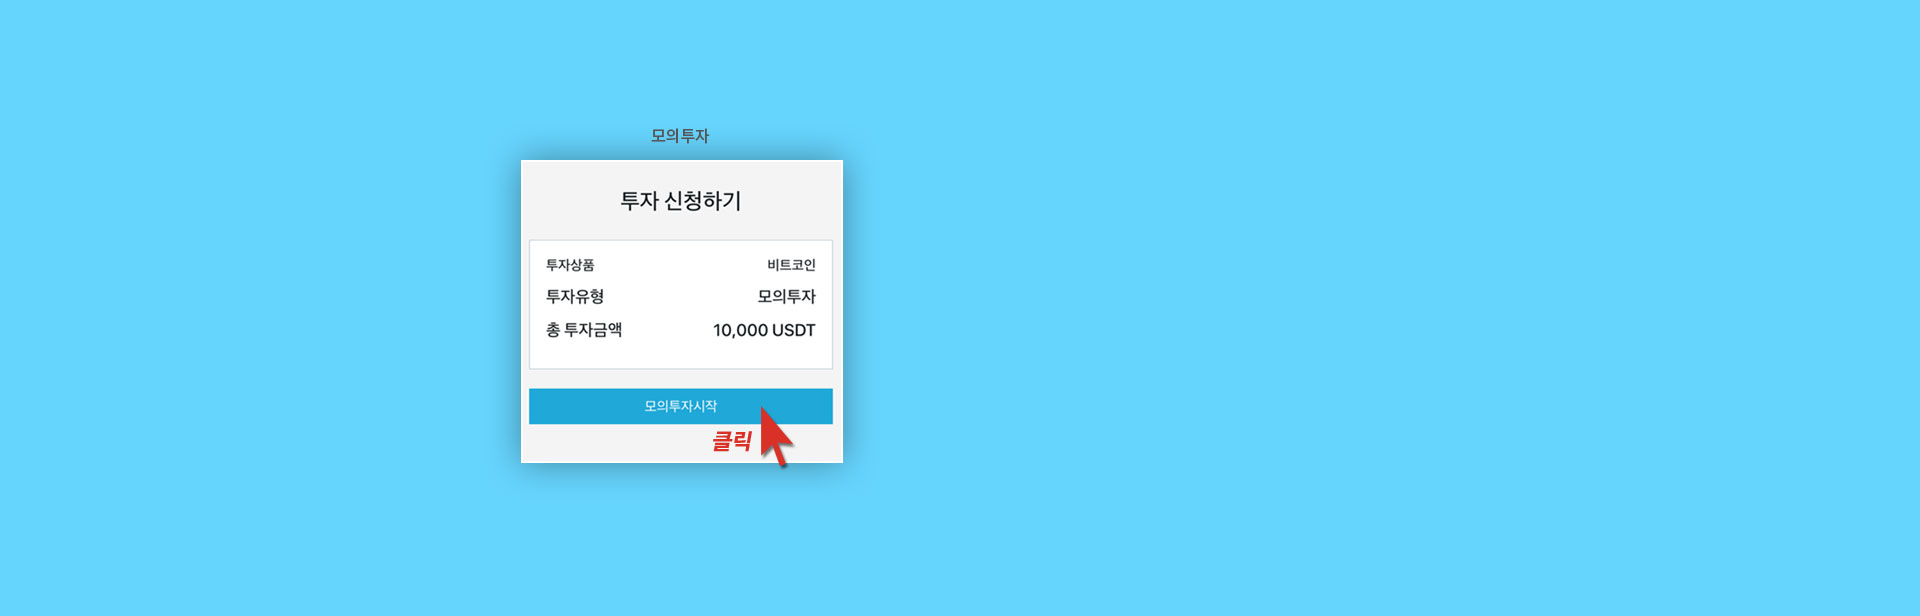 모의투자
투자 신청하기
투자상품 비트코인
투자유형 모의투자
총 투자금액 10,000 USDT
모의투자시작
클릭